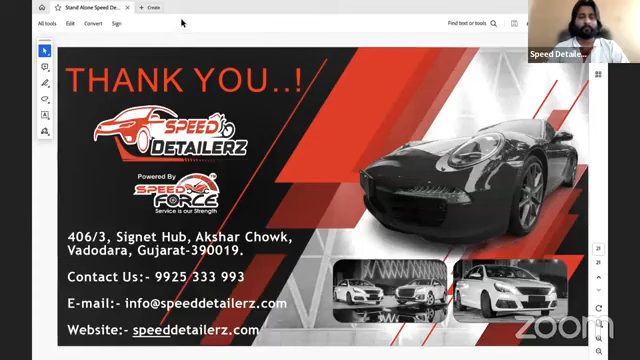 Stand Alone Speed De...
Create
All tools
Edit
Convert
Sign
Find text or tools
Speed Detaile...
THANK YOU..!
SPEED
DETAILERZ
Powered By
SPEED
FORCE
Service is our Strength
406/3, Signet Hub, Akshar Chowk,
Vadodara, Gujarat-390019.
Contact Us:- 9925 333 993
E-mail:- info@speeddetailerz.com
Website:- speeddetailerz.com
21
21
zoom